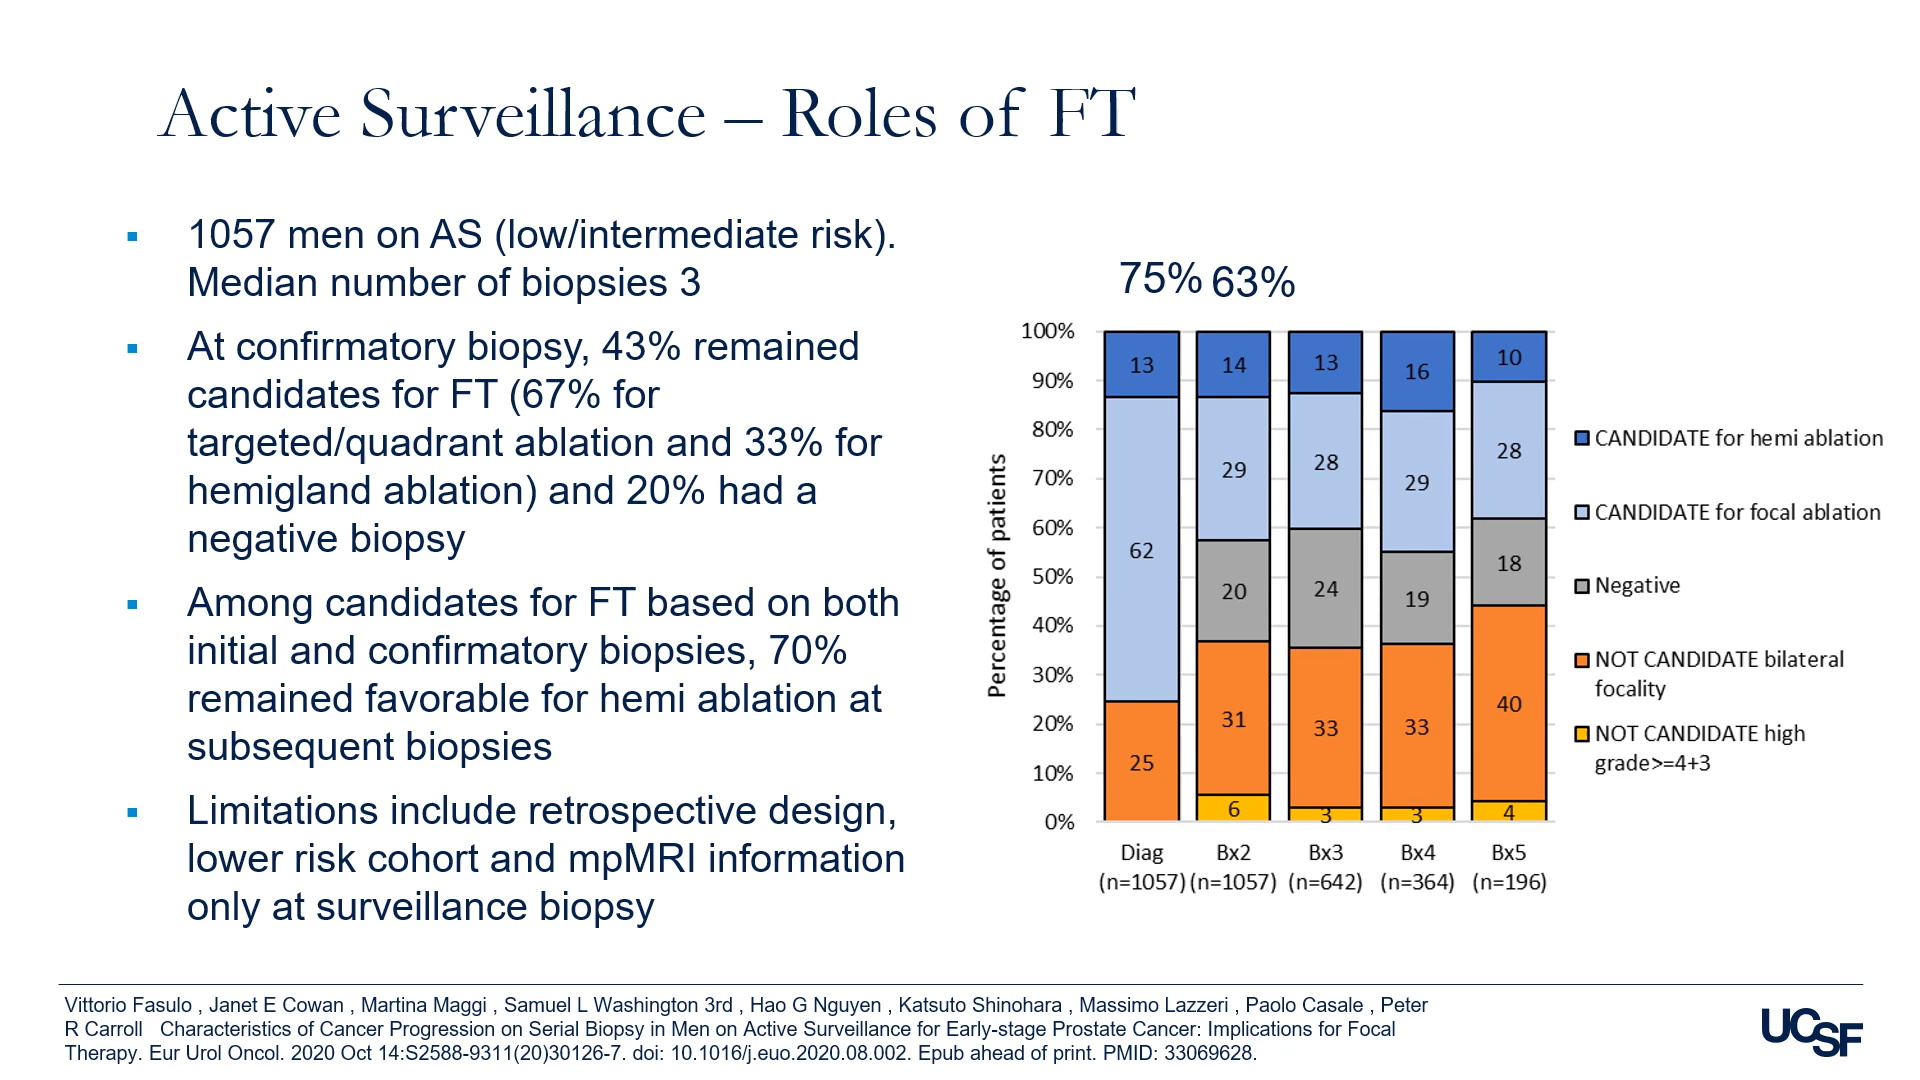 Active Surveillance – Roles of FT
▪ 1057 men on AS (low/intermediate risk).
Median number of biopsies 3
▪ At confirmatory biopsy, 43% remained
candidates for FT (67% for
targeted/quadrant ablation and 33% for
hemigland ablation) and 20% had a
negative biopsy
▪ Among candidates for FT based on both
initial and confirmatory biopsies, 70%
remained favorable for hemi ablation at
subsequent biopsies
▪ Limitations include retrospective design,
lower risk cohort and mpMRI information
only at surveillance biopsy
75% 63%
Percentage of patients
100%
90%
80%
70%
60%
50%
40%
30%
20%
10%
0%
13 62 25
14 29 20 31 6
13 28 24 33 3
16 29 19 33 3
10 28 18 40 4
Diag Bx2 Bx3 Bx4 Bx5
(n=1057) (n=1057) (n=642) (n=364) (n=196)
CANDIDATE for hemi ablation
CANDIDATE for focal ablation
Negative
NOT CANDIDATE bilateral
focality
NOT CANDIDATE high
grade>=4+3
Vittorio Fasulo , Janet E Cowan , Martina Maggi , Samuel L Washington 3rd , Hao G Nguyen , Katsuto Shinohara , Massimo Lazzeri , Paolo Casale , Peter
R Carroll Characteristics of Cancer Progression on Serial Biopsy in Men on Active Surveillance for Early-stage Prostate Cancer: Implications for Focal
Therapy. Eur Urol Oncol. 2020 Oct 14:S2588-9311(20)30126-7. doi: 10.1016/j.euo.2020.08.002. Epub ahead of print. PMID: 33069628.
UCSF